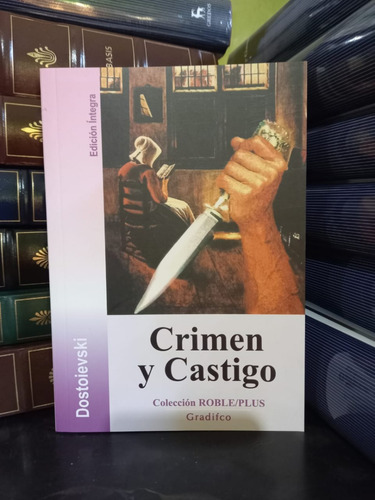 Edición Íntegra
Dostoievski
Crimen
y Castigo
Colección ROBLE/PLUS
Gradifco